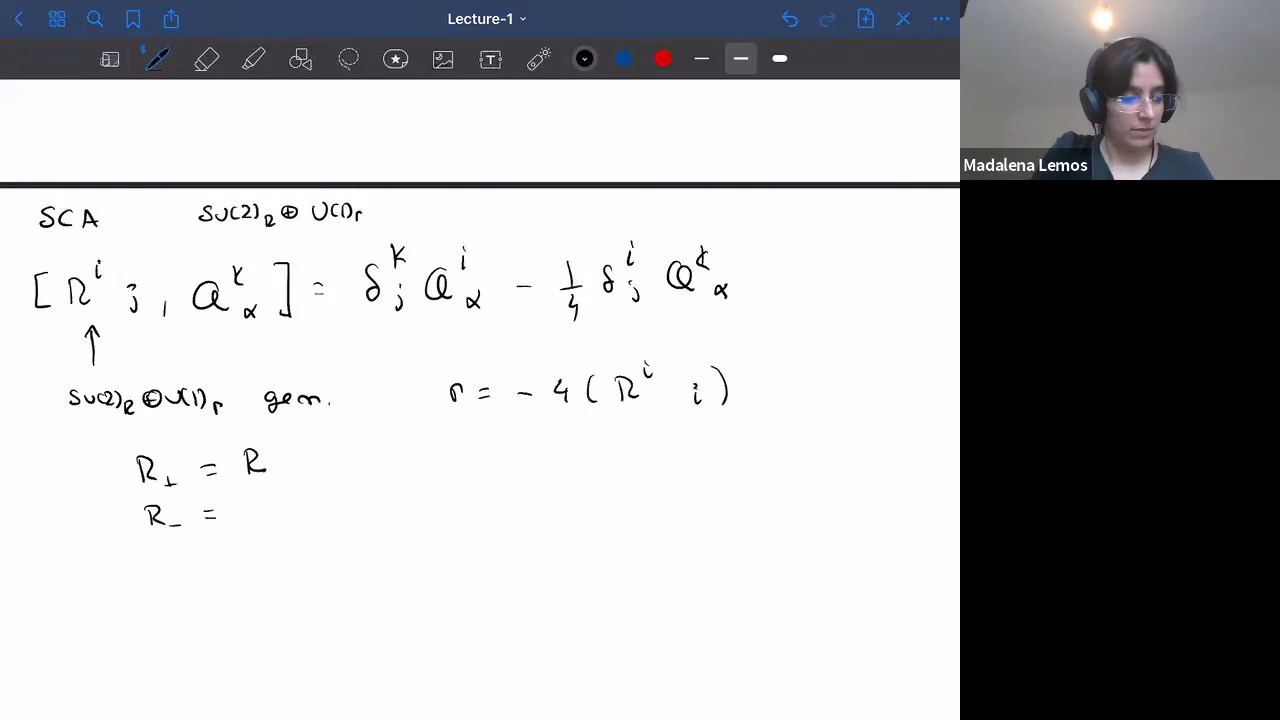 Lecture-1
Madalena Lemos
SCA SU(2)_R ⊕ U(1)_r
[R^i_j, Q^k_α] = δ^k_j Q^i_α - 1/4 δ^i_j Q^k_α
↑
SU(2)_R ⊕ U(1)_r gen. r = -4(R^i_i)
R_+ = R
R_- =